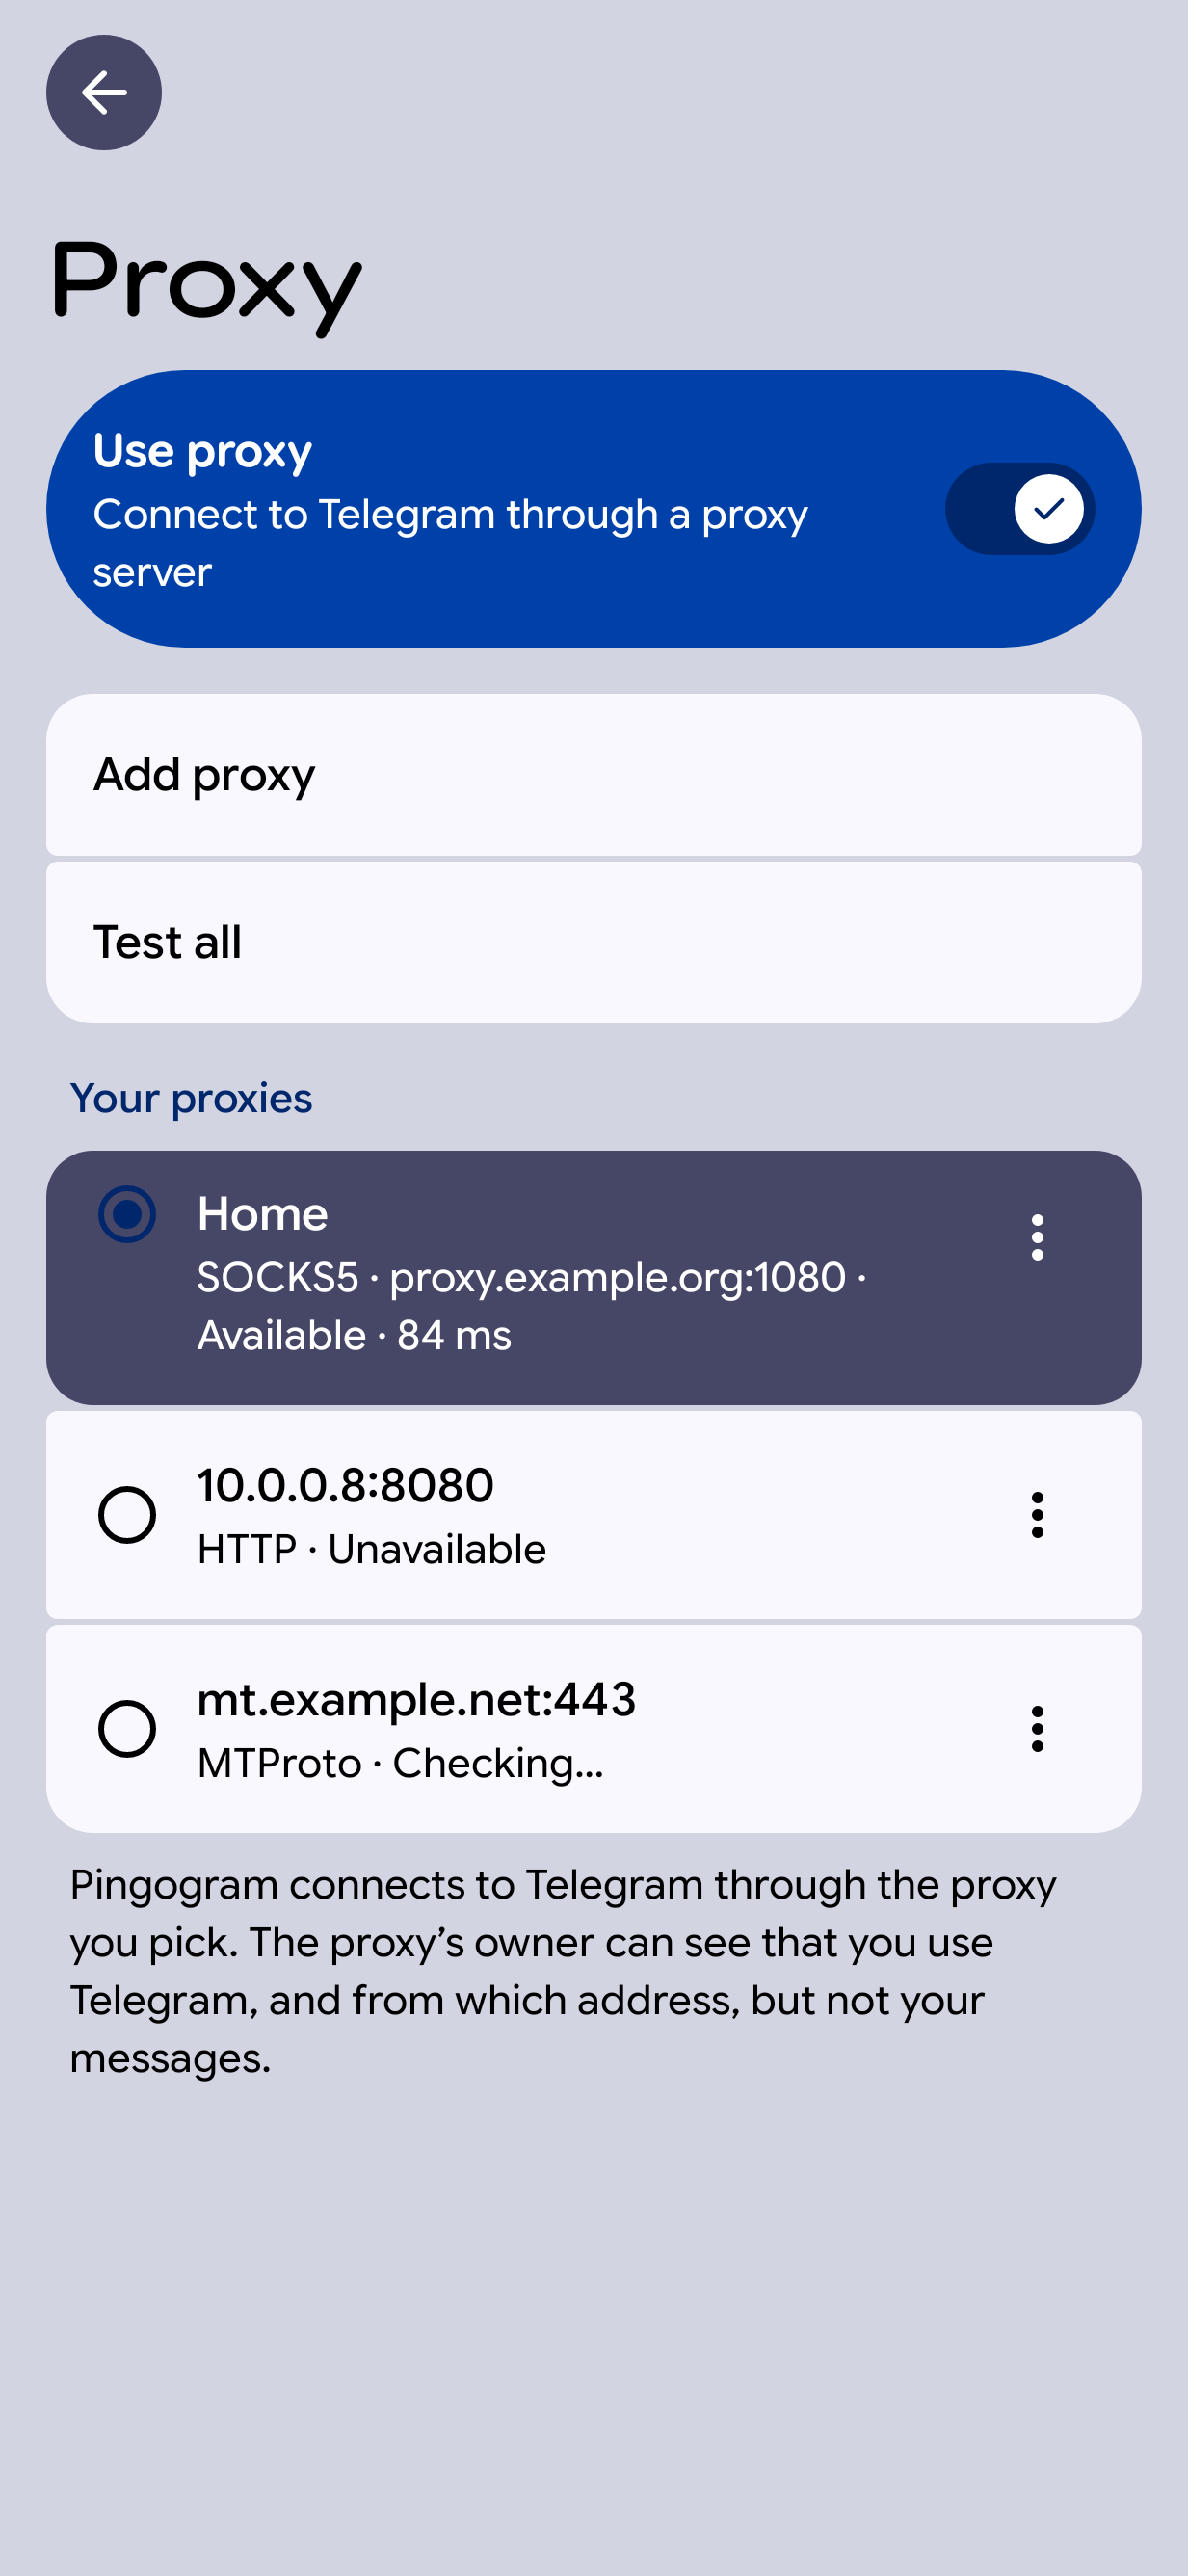 Proxy
Use proxy
Connect to Telegram through a proxy
server
Add proxy
Test all
Your proxies
Home
SOCKS5 · proxy.example.org:1080 ·
Available · 84 ms
10.0.0.8:8080
HTTP · Unavailable
mt.example.net:443
MTProto · Checking…
Pingogram connects to Telegram through the proxy
you pick. The proxy’s owner can see that you use
Telegram, and from which address, but not your
messages.